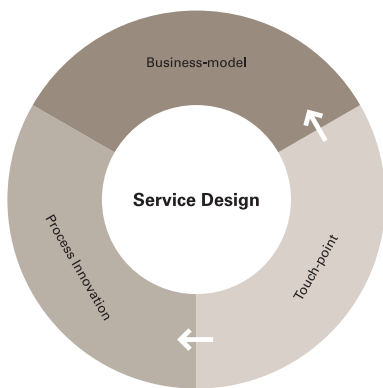 Business-model
Service Design
Process Innovation
Touch-point